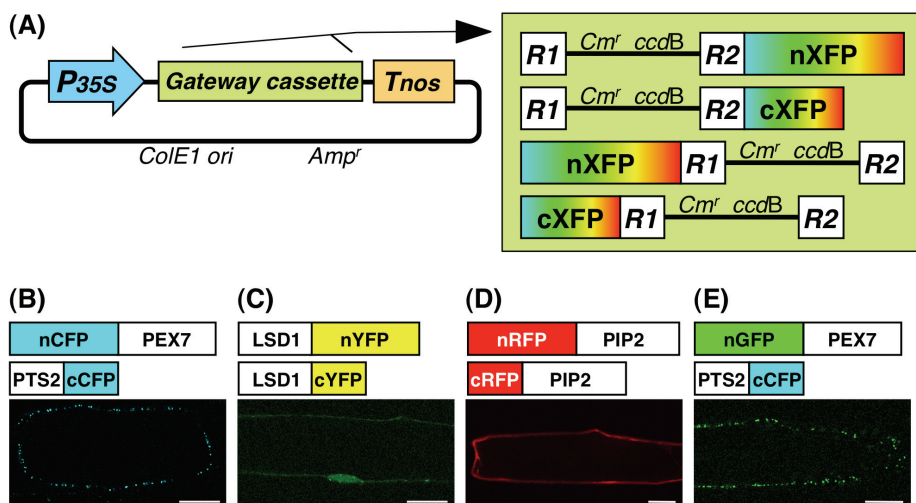 (A)
P35S Gateway cassette Tnos
ColE1 ori Ampʳ
R1 Cmʳ ccdB R2 nXFP
R1 Cmʳ ccdB R2 cXFP
nXFP R1 Cmʳ ccdB R2
cXFP R1 Cmʳ ccdB R2
(B)
nCFP PEX7
PTS2 cCFP
(C)
LSD1 nYFP
LSD1 cYFP
(D)
nRFP PIP2
cRFP PIP2
(E)
nGFP PEX7
PTS2 cCFP